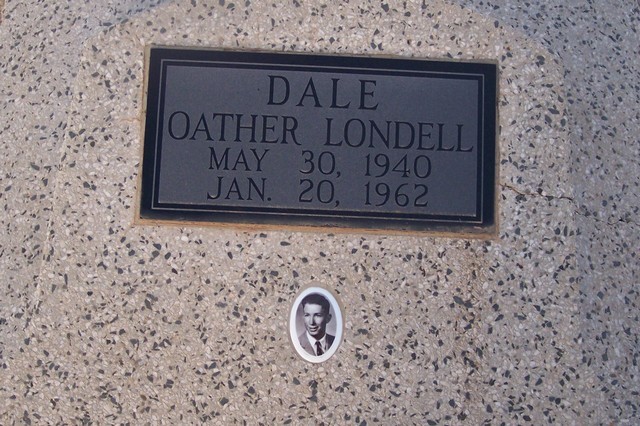 DALE
OATHER LONDELL
MAY 30, 1940
JAN. 20, 1962